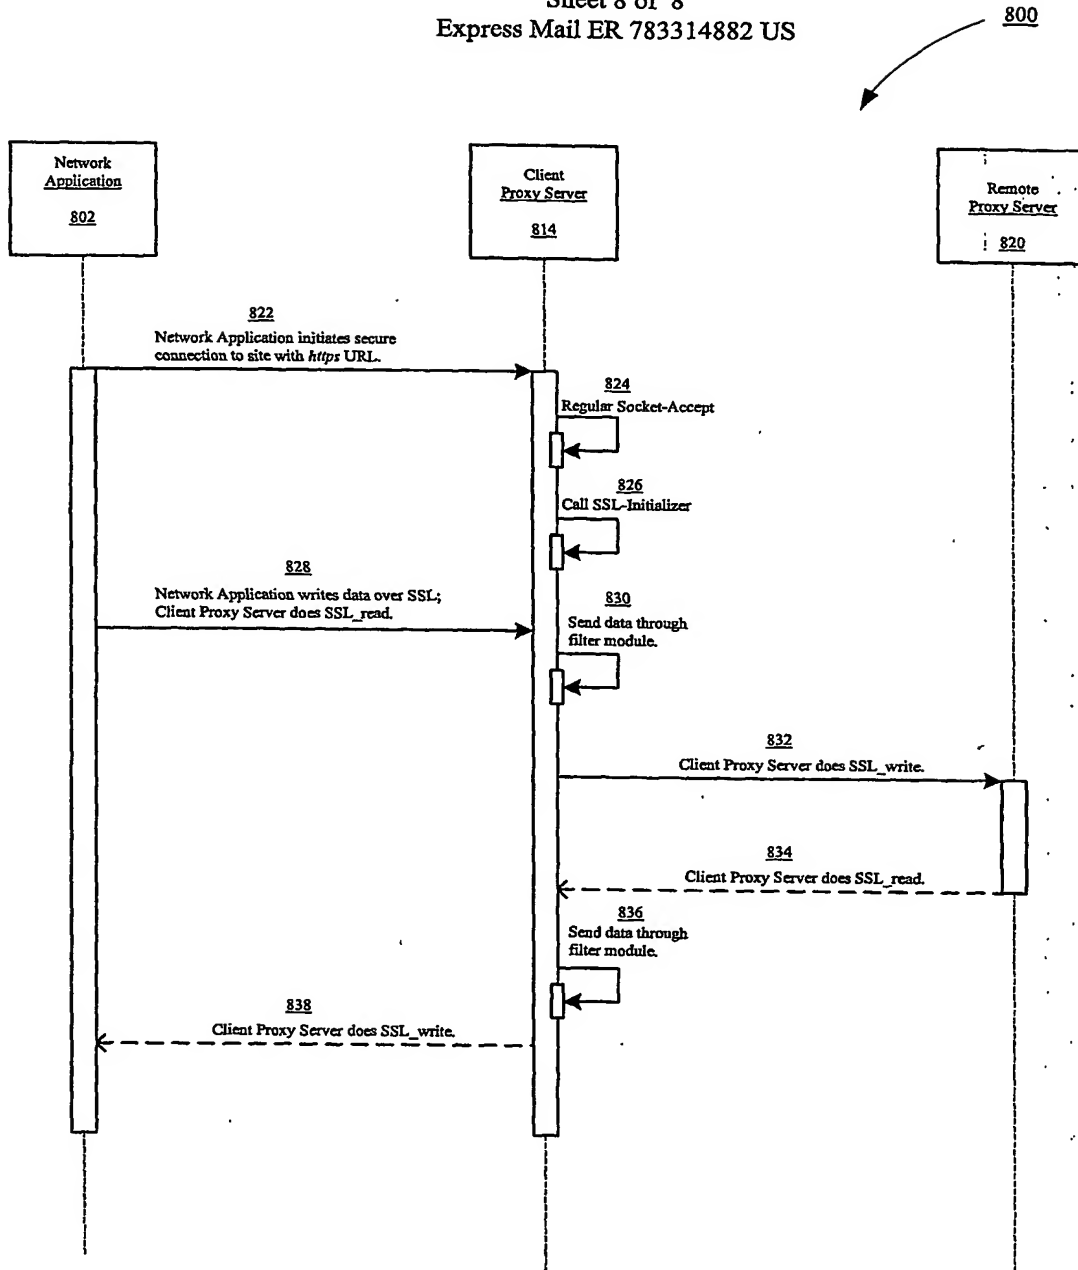 Sheet 8 of 8
Express Mail ER 783314882 US
800
Network
Application
802
Client
Proxy Server
814
Remote
Proxy Server
820
822
Network Application initiates secure
connection to site with https URL.
824
Regular Socket-Accept
826
Call SSL-Initializer
828
Network Application writes data over SSL;
Client Proxy Server does SSL_read.
830
Send data through
filter module.
832
Client Proxy Server does SSL_write.
834
Client Proxy Server does SSL_read.
836
Send data through
filter module.
838
Client Proxy Server does SSL_write.